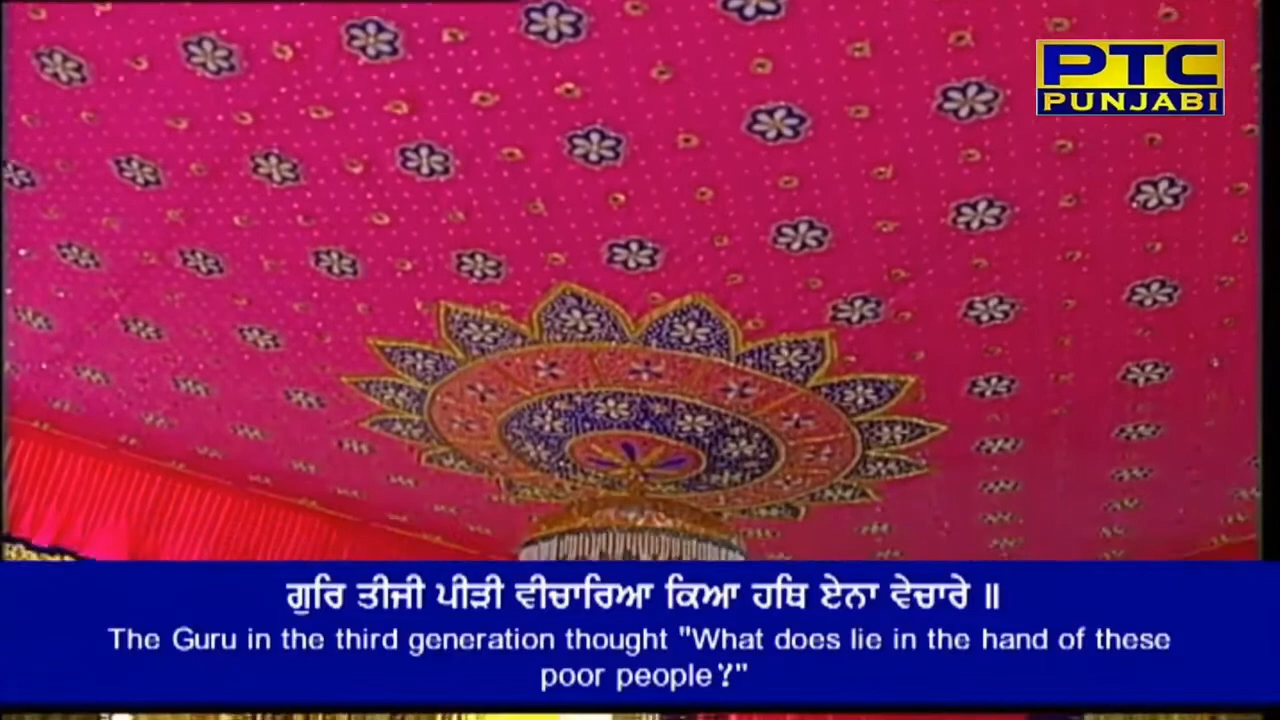 PTC
PUNJABI
ਗੁਰਿ ਤੀਜੀ ਪੀੜੀ ਵੀਚਾਰਿਆ ਕਿਆ ਹਥਿ ਏਨਾ ਵੇਚਾਰੇ ॥
The Guru in the third generation thought "What does lie in the hand of these
poor people?"